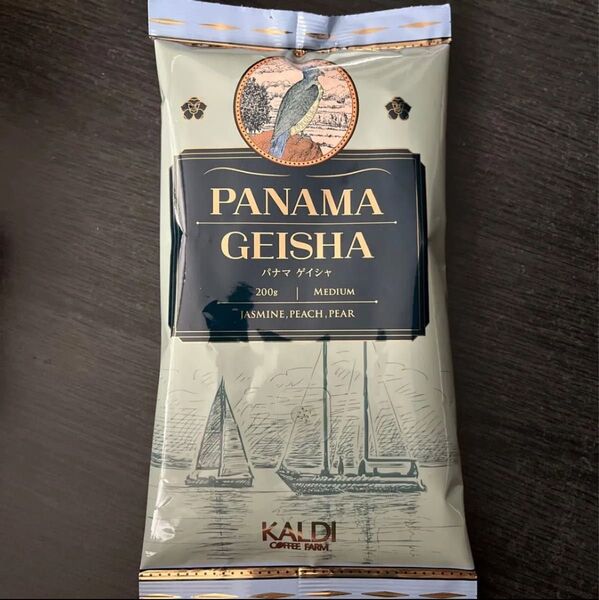 PANAMA
GEISHA
パナマ ゲイシャ
200g | MEDIUM
JASMINE, PEACH, PEAR
KALDI
COFFEE FARM